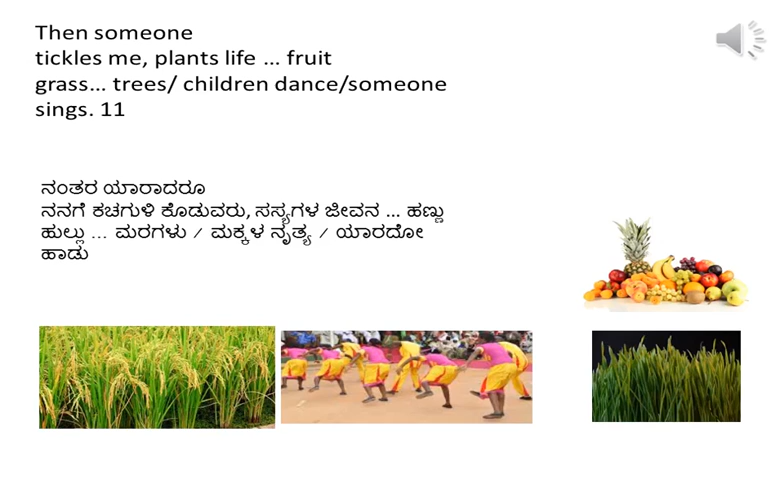 Then someone
tickles me, plants life ... fruit
grass... trees/ children dance/someone
sings. 11
ನಂತರ ಯಾರಾದರೂ
ನನಗೆ ಕಚಗುಳಿ ಕೊಡುವರು, ಸಸ್ಯಗಳ ಜೀವನ ... ಹಣ್ಣು
ಹುಲ್ಲು ... ಮರಗಳು / ಮಕ್ಕಳ ನೃತ್ಯ / ಯಾರದೋ
ಹಾಡು